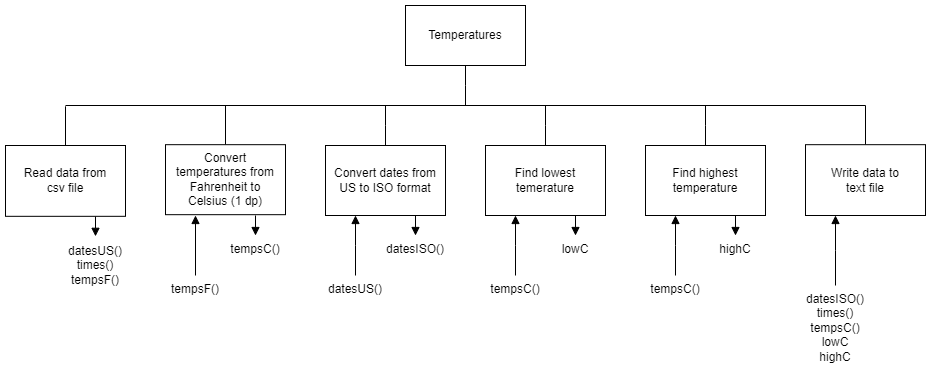 Temperatures
Read data from
csv file
Convert
temperatures from
Fahrenheit to
Celsius (1 dp)
Convert dates from
US to ISO format
Find lowest
temerature
Find highest
temperature
Write data to
text file
datesUS()
times()
tempsF()
tempsF()
tempsC()
datesUS()
datesISO()
tempsC()
lowC
tempsC()
highC
datesISO()
times()
tempsC()
lowC
highC